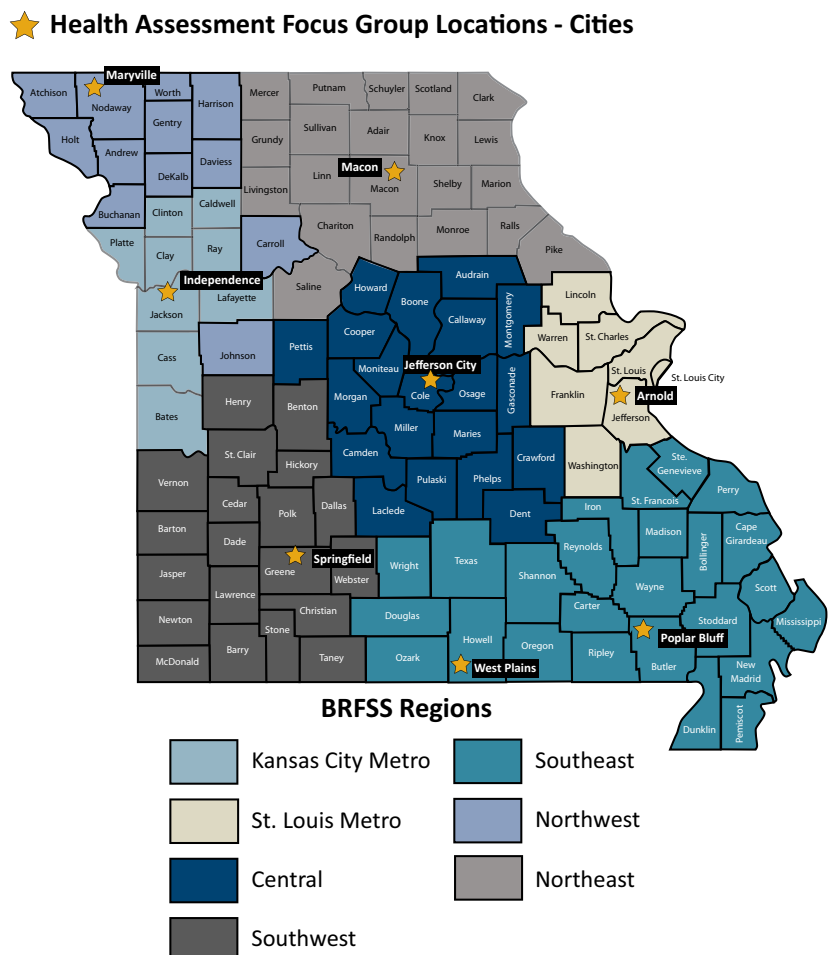 Health Assessment Focus Group Locations - Cities
Maryville
Atchison
Nodaway
Worth
Harrison
Mercer
Putnam
Schuyler
Scotland
Clark
Holt
Andrew
Gentry
DeKalb
Daviess
Grundy
Sullivan
Adair
Knox
Lewis
Macon
Linn
Macon
Shelby
Marion
Livingston
Buchanan
Clinton
Caldwell
Chariton
Randolph
Monroe
Ralls
Pike
Platte
Clay
Ray
Carroll
Independence
Lafayette
Jackson
Saline
Howard
Boone
Audrain
Callaway
Montgomery
Lincoln
Warren
St. Charles
St. Louis
St. Louis City
Cass
Johnson
Pettis
Cooper
Moniteau
Jefferson City
Cole
Osage
Gasconade
Franklin
Arnold
Jefferson
Bates
Henry
Benton
Morgan
Miller
Maries
Camden
Crawford
Washington
St. Clair
Hickory
Vernon
Cedar
Polk
Dallas
Laclede
Pulaski
Phelps
Dent
Iron
St. Francois
Ste.
Genevieve
Perry
Barton
Dade
Springfield
Greene
Webster
Wright
Texas
Shannon
Reynolds
Madison
Bollinger
Cape
Girardeau
Jasper
Lawrence
Christian
Douglas
Carter
Wayne
Scott
Stoddard
Mississippi
Newton
Stone
Barry
McDonald
Taney
Ozark
Howell
West Plains
Oregon
Ripley
Poplar Bluff
Butler
New
Madrid
Dunklin
Pemiscot
BRFSS Regions
Kansas City Metro
Southeast
St. Louis Metro
Northwest
Central
Northeast
Southwest